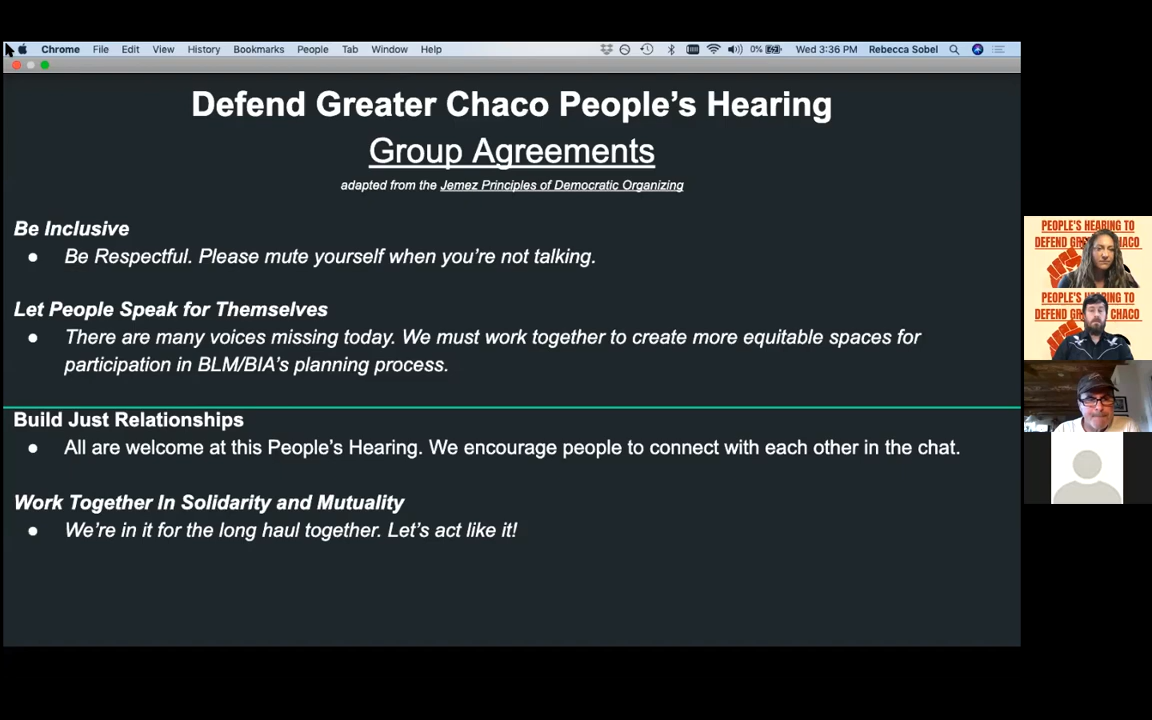 Chrome File Edit View History Bookmarks People Tab Window Help 0% Wed 3:36 PM Rebecca Sobel
Defend Greater Chaco People's Hearing
Group Agreements
adapted from the Jemez Principles of Democratic Organizing
Be Inclusive
● Be Respectful. Please mute yourself when you're not talking.
Let People Speak for Themselves
● There are many voices missing today. We must work together to create more equitable spaces for
participation in BLM/BIA's planning process.
Build Just Relationships
● All are welcome at this People's Hearing. We encourage people to connect with each other in the chat.
Work Together In Solidarity and Mutuality
● We're in it for the long haul together. Let's act like it!
PEOPLE'S HEARING TO
DEFEND CHACO
PEOPLE'S HEARING TO
DEFEND CHACO